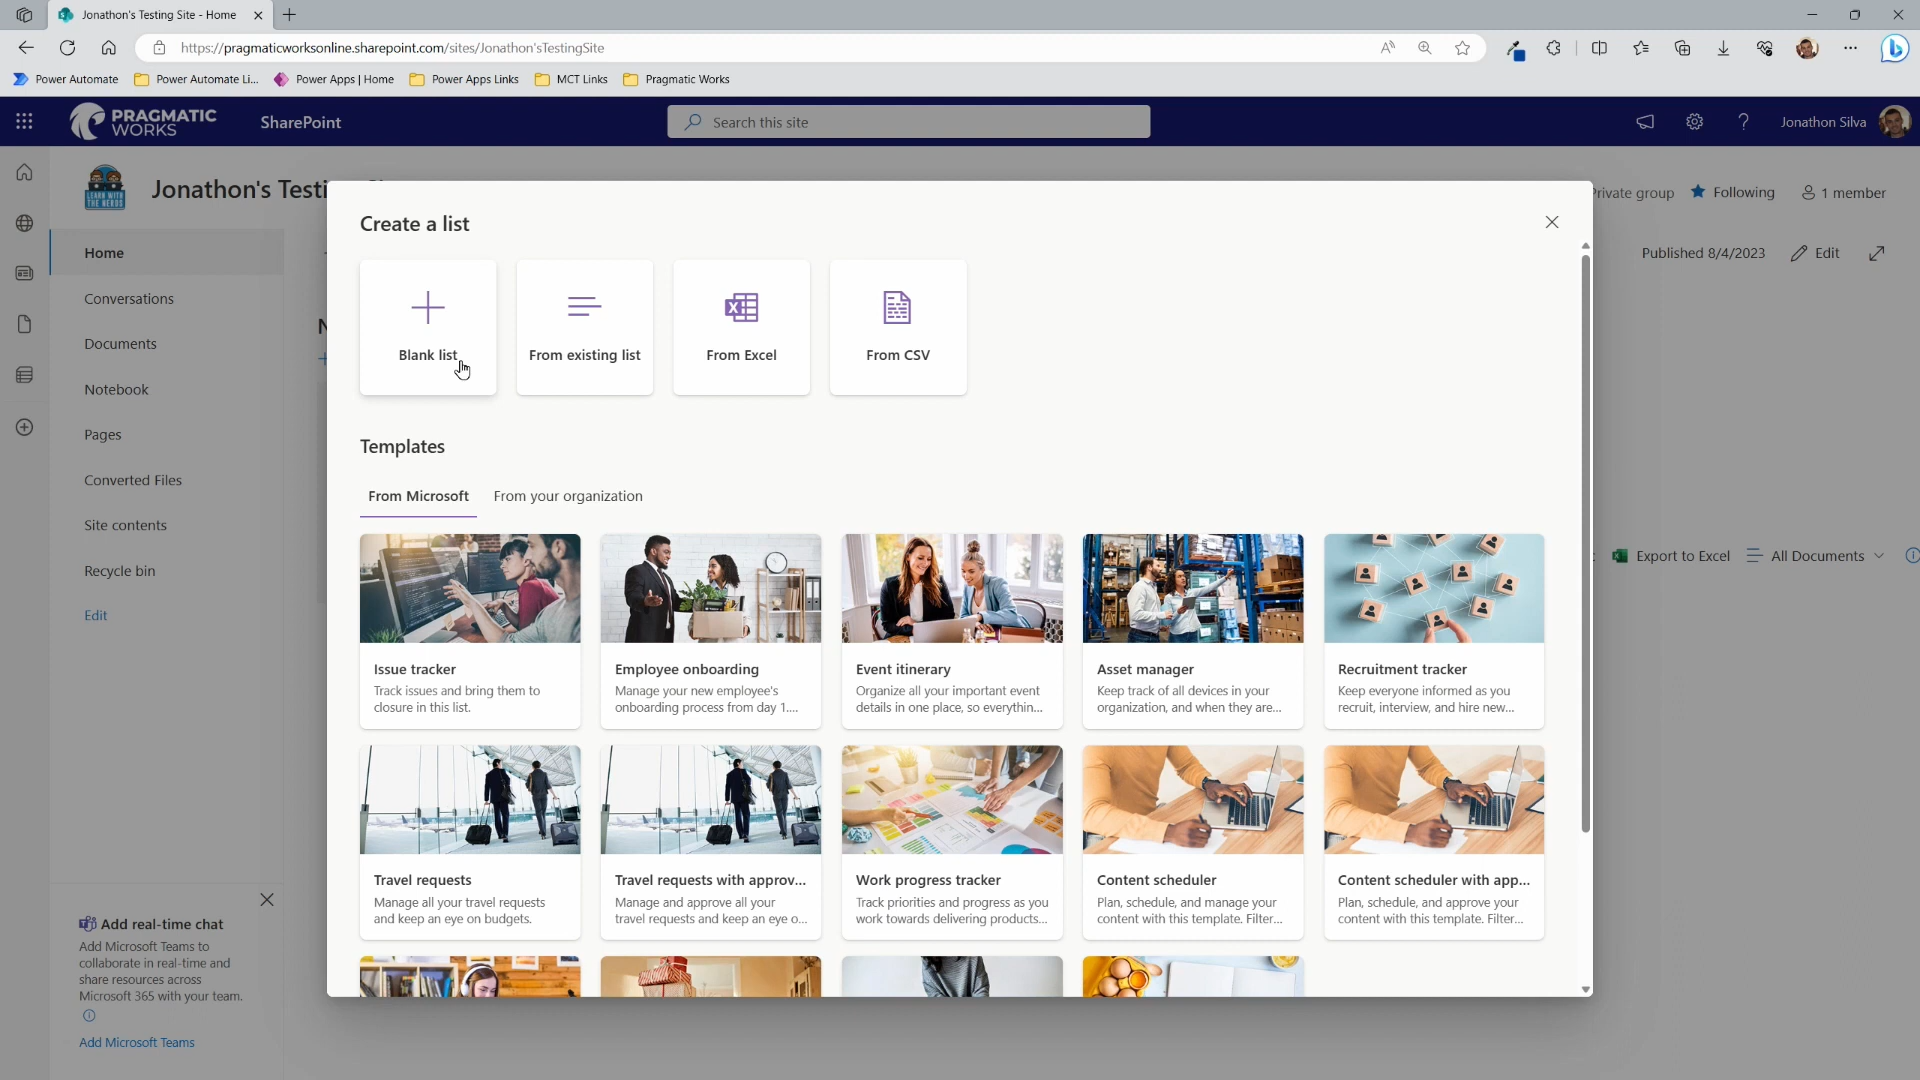 Jonathon's Testing Site - Home
https://pragmaticworksonline.sharepoint.com/sites/Jonathon'sTestingSite
Power Automate
Power Automate Li...
Power Apps | Home
Power Apps Links
MCT Links
Pragmatic Works
PRAGMATIC WORKS
SharePoint
Search this site
Jonathon Silva
LEARN WITH THE NERDS
Jonathon's Testi
Private group
Following
1 member
Home
Conversations
Documents
Notebook
Pages
Converted Files
Site contents
Recycle bin
Edit
Published 8/4/2023
Edit
Export to Excel
All Documents
Create a list
Blank list
From existing list
From Excel
From CSV
Templates
From Microsoft
From your organization
Issue tracker
Track issues and bring them to
closure in this list.
Employee onboarding
Manage your new employee's
onboarding process from day 1....
Event itinerary
Organize all your important event
details in one place, so everythin...
Asset manager
Keep track of all devices in your
organization, and when they are...
Recruitment tracker
Keep everyone informed as you
recruit, interview, and hire new...
Travel requests
Manage all your travel requests
and keep an eye on budgets.
Travel requests with approv...
Manage and approve all your
travel requests and keep an eye o...
Work progress tracker
Track priorities and progress as you
work towards delivering products...
Content scheduler
Plan, schedule, and manage your
content with this template. Filter...
Content scheduler with app...
Plan, schedule, and approve your
content with this template. Filter...
Add real-time chat
Add Microsoft Teams to
collaborate in real-time and
share resources across
Microsoft 365 with your team.
Add Microsoft Teams